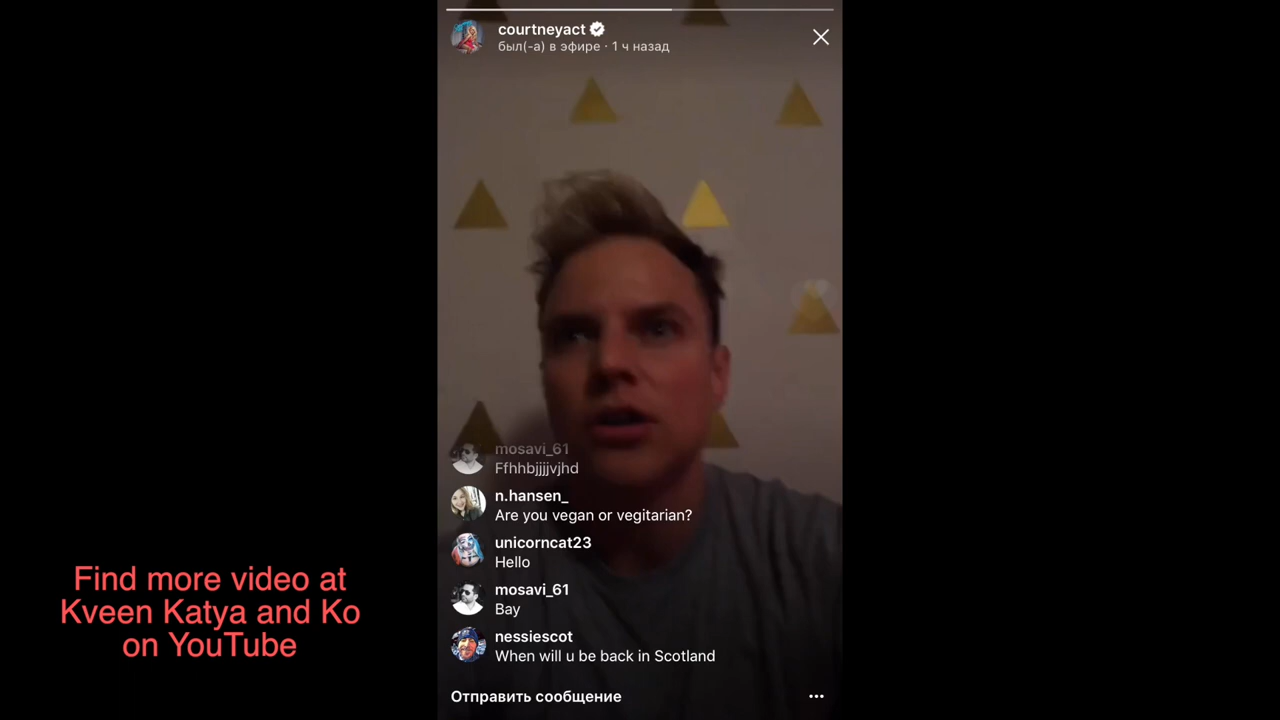 courtneyact
был(-а) в эфире · 1 ч назад
mosavi_61
Ffhhbjjjjvjhd
n.hansen_
Are you vegan or vegitarian?
unicorncat23
Hello
mosavi_61
Bay
nessiescot
When will u be back in Scotland
Отправить сообщение
Find more video at
Kveen Katya and Ko
on YouTube